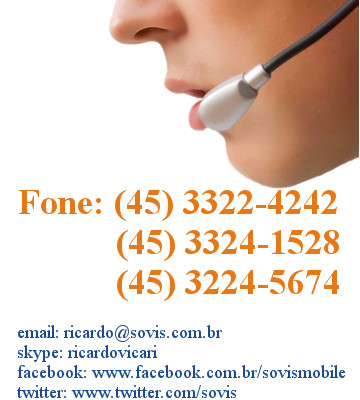 Fone: (45) 3322-4242
(45) 3324-1528
(45) 3224-5674
email: ricardo@sovis.com.br
skype: ricardovicari
facebook: www.facebook.com.br/sovismobile
twitter: www.twitter.com/sovis